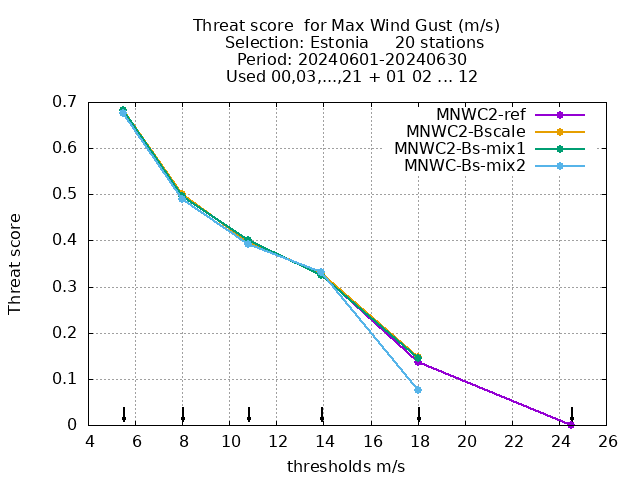 Threat score  for Max Wind Gust (m/s)
Selection: Estonia     20 stations
Period: 20240601-20240630
Used 00,03,...,21 + 01 02 ... 12
MNWC2-ref
MNWC2-Bscale
MNWC2-Bs-mix1
MNWC-Bs-mix2
Threat score
0.7
0.6
0.5
0.4
0.3
0.2
0.1
0
4 6 8 10 12 14 16 18 20 22 24 26
thresholds m/s